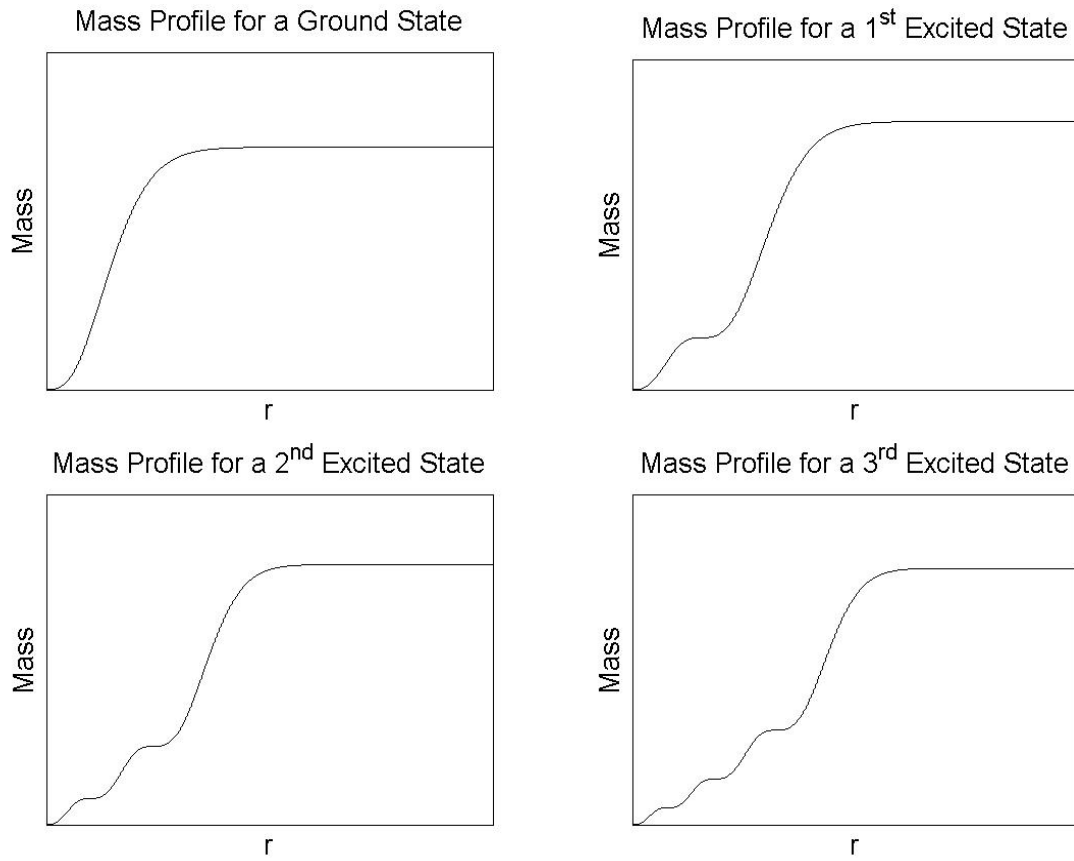 Mass Profile for a Ground State
Mass
r
Mass Profile for a 1st Excited State
Mass
r
Mass Profile for a 2nd Excited State
Mass
r
Mass Profile for a 3rd Excited State
Mass
r